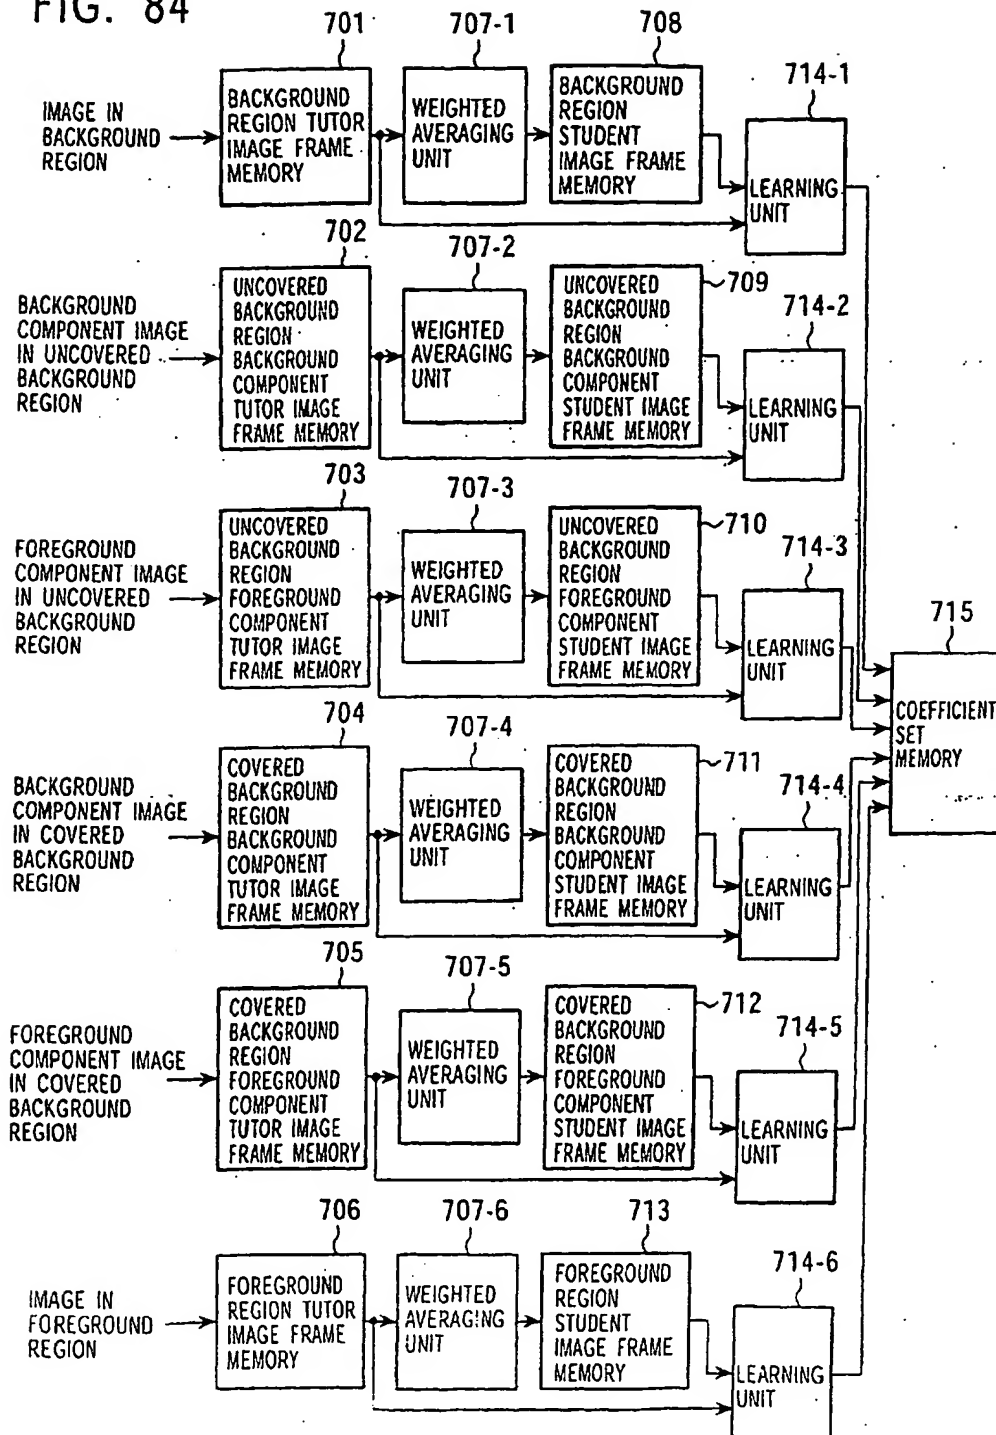 FIG. 84
701
707-1
708
714-1
IMAGE IN
BACKGROUND
REGION
BACKGROUND
REGION TUTOR
IMAGE FRAME
MEMORY
WEIGHTED
AVERAGING
UNIT
BACKGROUND
REGION
STUDENT
IMAGE FRAME
MEMORY
LEARNING
UNIT
702
707-2
709
714-2
BACKGROUND
COMPONENT IMAGE
IN UNCOVERED
BACKGROUND
REGION
UNCOVERED
BACKGROUND
REGION
BACKGROUND
COMPONENT
TUTOR IMAGE
FRAME MEMORY
WEIGHTED
AVERAGING
UNIT
UNCOVERED
BACKGROUND
REGION
BACKGROUND
COMPONENT
STUDENT IMAGE
FRAME MEMORY
LEARNING
UNIT
703
707-3
710
714-3
FOREGROUND
COMPONENT IMAGE
IN UNCOVERED
BACKGROUND
REGION
UNCOVERED
BACKGROUND
REGION
FOREGROUND
COMPONENT
TUTOR IMAGE
FRAME MEMORY
WEIGHTED
AVERAGING
UNIT
UNCOVERED
BACKGROUND
REGION
FOREGROUND
COMPONENT
STUDENT IMAGE
FRAME MEMORY
LEARNING
UNIT
715
COEFFICIENT
SET
MEMORY
704
707-4
711
714-4
BACKGROUND
COMPONENT IMAGE
IN COVERED
BACKGROUND
REGION
COVERED
BACKGROUND
REGION
BACKGROUND
COMPONENT
TUTOR IMAGE
FRAME MEMORY
WEIGHTED
AVERAGING
UNIT
COVERED
BACKGROUND
REGION
BACKGROUND
COMPONENT
STUDENT IMAGE
FRAME MEMORY
LEARNING
UNIT
705
707-5
712
714-5
FOREGROUND
COMPONENT IMAGE
IN COVERED
BACKGROUND
REGION
COVERED
BACKGROUND
REGION
FOREGROUND
COMPONENT
TUTOR IMAGE
FRAME MEMORY
WEIGHTED
AVERAGING
UNIT
COVERED
BACKGROUND
REGION
FOREGROUND
COMPONENT
STUDENT IMAGE
FRAME MEMORY
LEARNING
UNIT
706
707-6
713
714-6
IMAGE IN
FOREGROUND
REGION
FOREGROUND
REGION TUTOR
IMAGE FRAME
MEMORY
WEIGHTED
AVERAGING
UNIT
FOREGROUND
REGION
STUDENT
IMAGE FRAME
MEMORY
LEARNING
UNIT